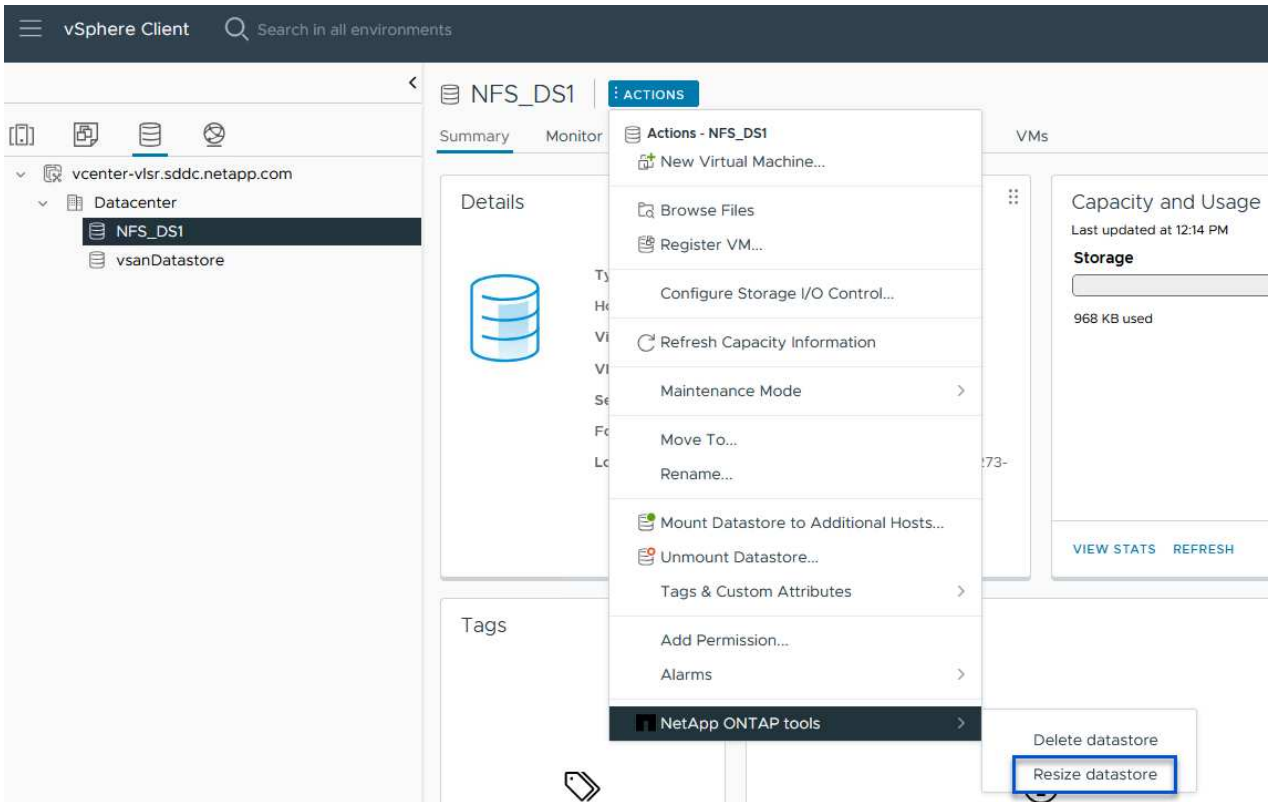 vSphere Client
Search in all environments
NFS_DS1
ACTIONS
Summary
Monitor
VMs
vcenter-vlsr.sddc.netapp.com
Datacenter
NFS_DS1
vsanDatastore
Details
Actions - NFS_DS1
New Virtual Machine...
Browse Files
Register VM...
Configure Storage I/O Control...
Refresh Capacity Information
Maintenance Mode
Move To...
Rename...
Mount Datastore to Additional Hosts...
Unmount Datastore...
Tags & Custom Attributes
Add Permission...
Alarms
NetApp ONTAP tools
Delete datastore
Resize datastore
273-
Capacity and Usage
Last updated at 12:14 PM
Storage
968 KB used
VIEW STATS REFRESH
Tags